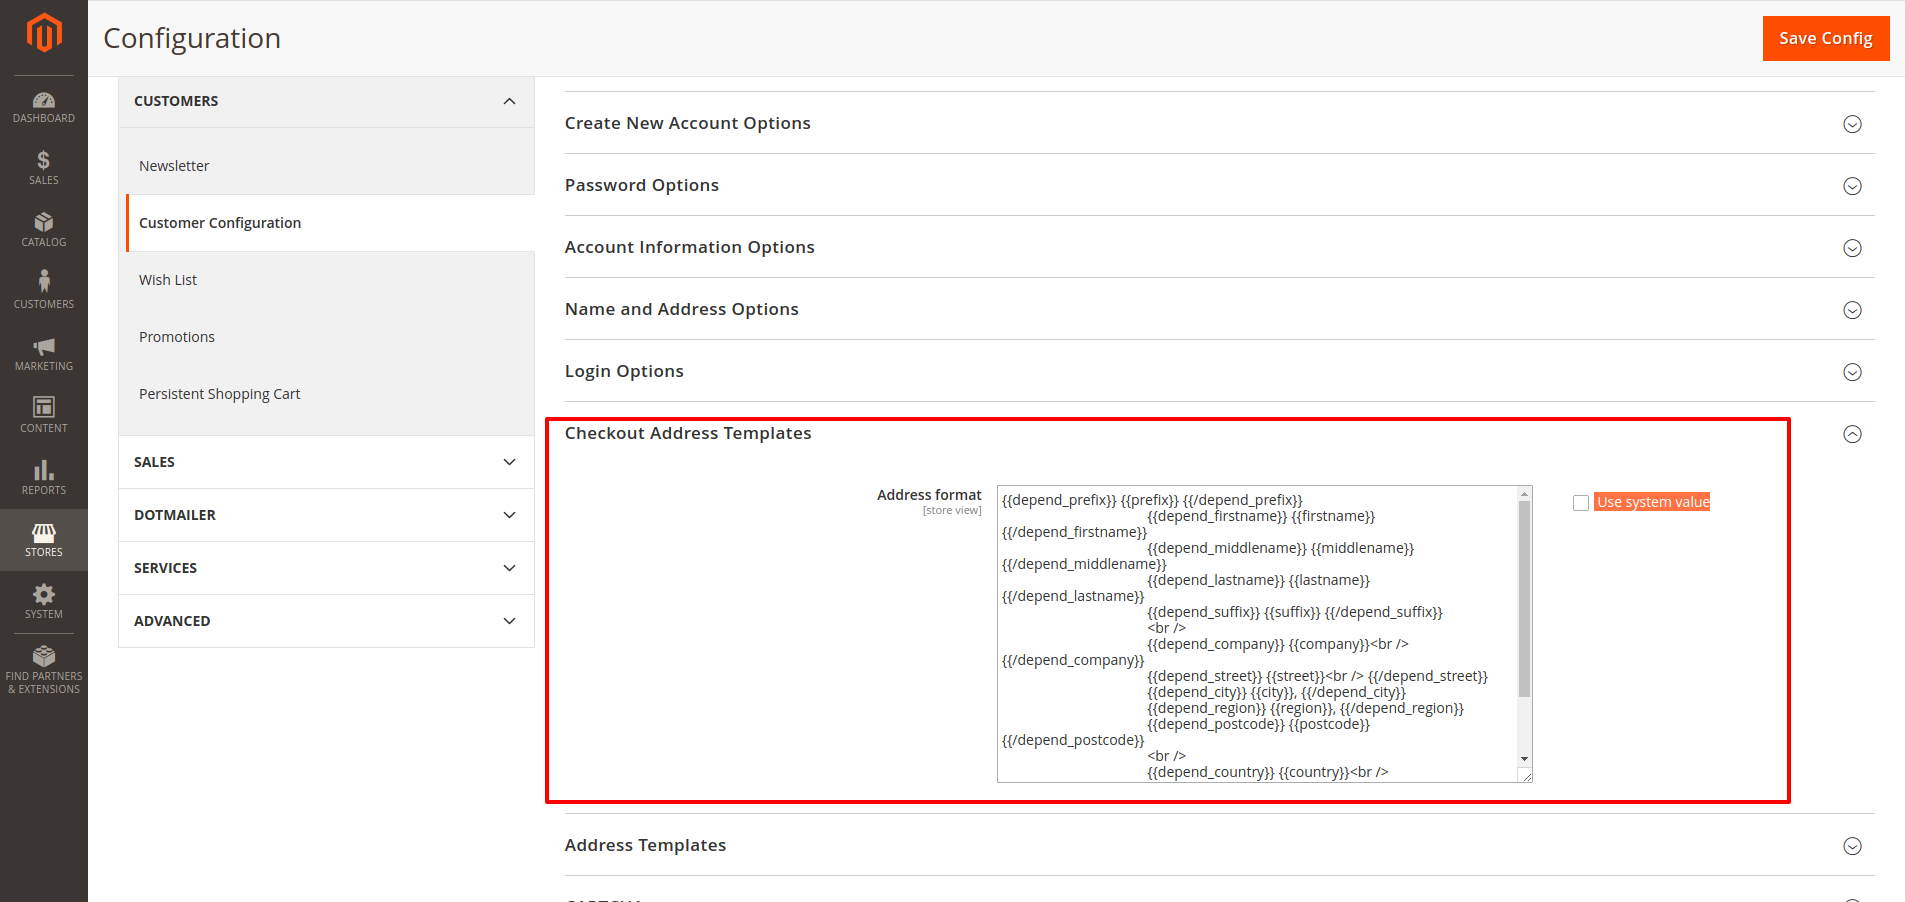 Configuration
Save Config
DASHBOARD
SALES
CATALOG
CUSTOMERS
MARKETING
CONTENT
REPORTS
STORES
SYSTEM
FIND PARTNERS
& EXTENSIONS
CUSTOMERS
Newsletter
Customer Configuration
Wish List
Promotions
Persistent Shopping Cart
SALES
DOTMAILER
SERVICES
ADVANCED
Create New Account Options
Password Options
Account Information Options
Name and Address Options
Login Options
Checkout Address Templates
Address format
[store view]
{{depend_prefix}} {{prefix}} {{/depend_prefix}}
{{depend_firstname}} {{firstname}}
{{/depend_firstname}}
{{depend_middlename}} {{middlename}}
{{/depend_middlename}}
{{depend_lastname}} {{lastname}}
{{/depend_lastname}}
{{depend_suffix}} {{suffix}} {{/depend_suffix}}
<br />
{{depend_company}} {{company}}<br />
{{/depend_company}}
{{depend_street}} {{street}}<br /> {{/depend_street}}
{{depend_city}} {{city}}, {{/depend_city}}
{{depend_region}} {{region}}, {{/depend_region}}
{{depend_postcode}} {{postcode}}
{{/depend_postcode}}
<br />
{{depend_country}} {{country}}<br />
Use system value
Address Templates